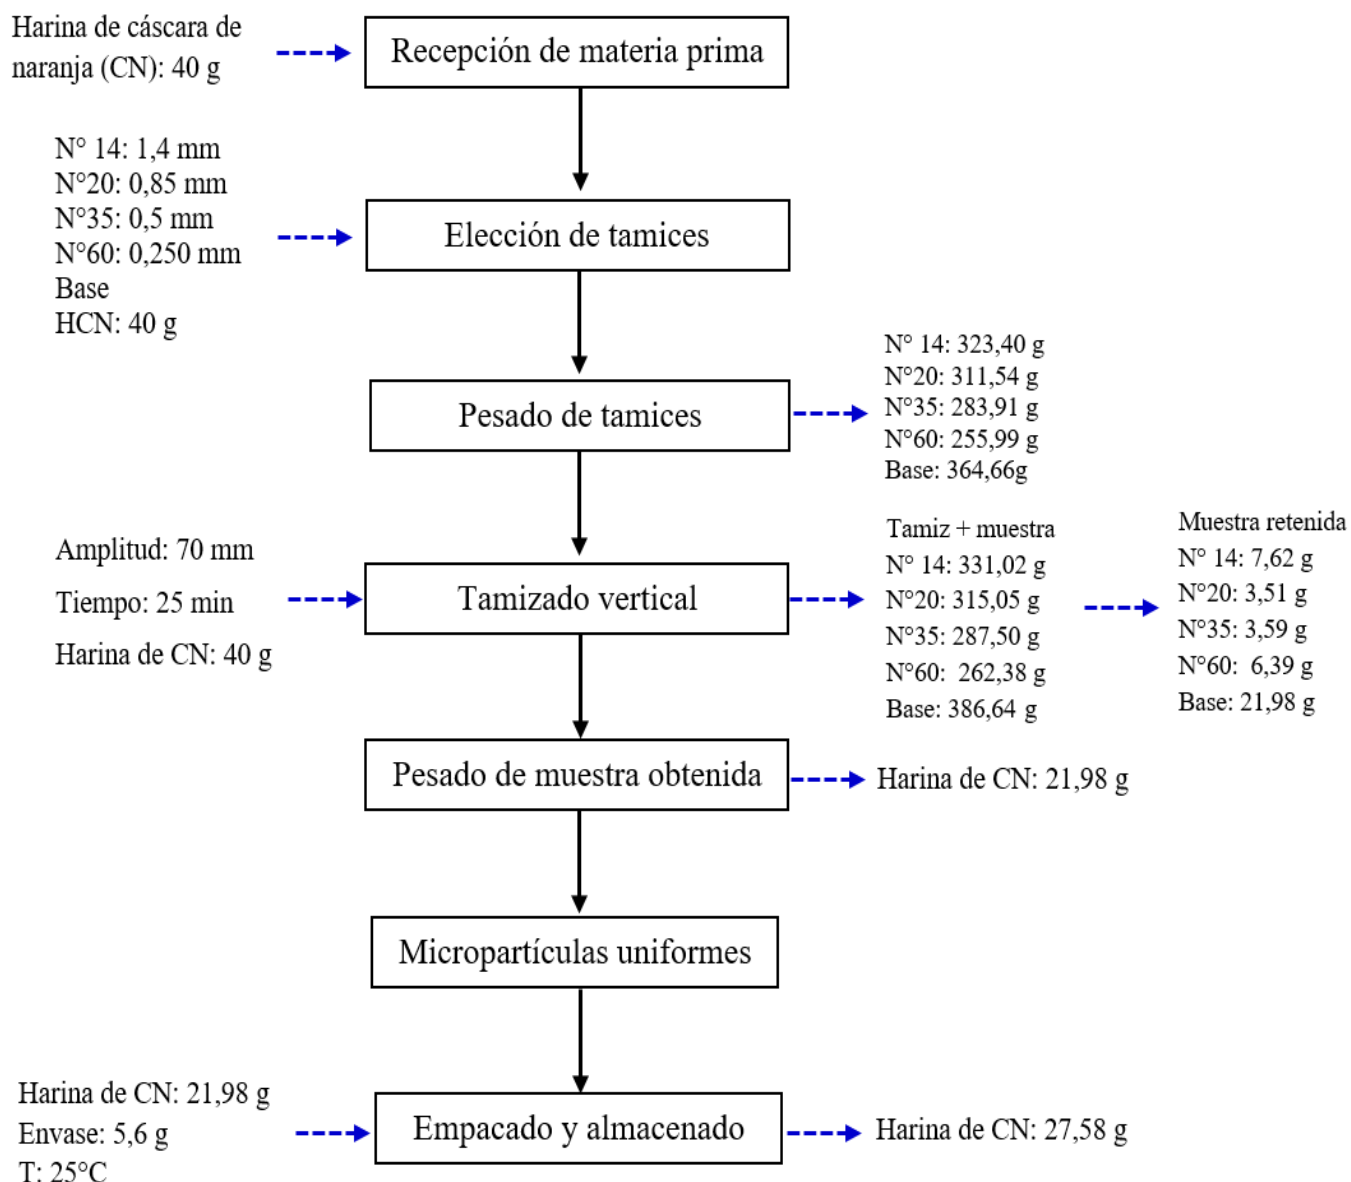 Harina de cáscara de
naranja (CN): 40 g
Recepción de materia prima
N° 14: 1,4 mm
N°20: 0,85 mm
N°35: 0,5 mm
N°60: 0,250 mm
Base
HCN: 40 g
Elección de tamices
Pesado de tamices
N° 14: 323,40 g
N°20: 311,54 g
N°35: 283,91 g
N°60: 255,99 g
Base: 364,66g
Amplitud: 70 mm
Tiempo: 25 min
Harina de CN: 40 g
Tamizado vertical
Tamiz + muestra
N° 14: 331,02 g
N°20: 315,05 g
N°35: 287,50 g
N°60: 262,38 g
Base: 386,64 g
Muestra retenida
N° 14: 7,62 g
N°20: 3,51 g
N°35: 3,59 g
N°60: 6,39 g
Base: 21,98 g
Pesado de muestra obtenida
Harina de CN: 21,98 g
Micropartículas uniformes
Harina de CN: 21,98 g
Envase: 5,6 g
T: 25°C
Empacado y almacenado
Harina de CN: 27,58 g